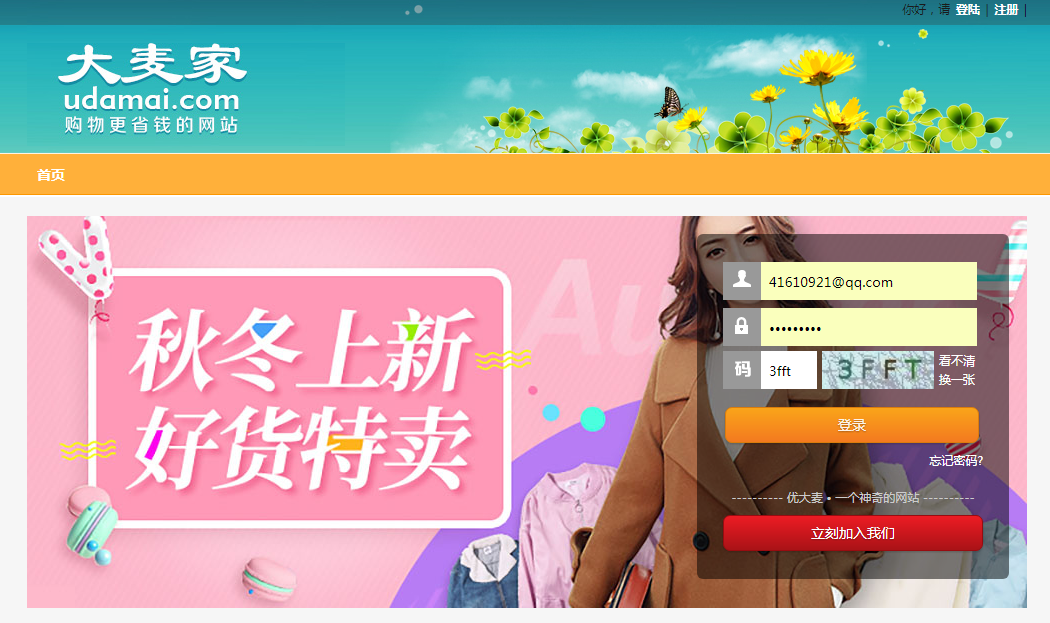 你好，请 登陆 | 注册 |
大麦家
udamai.com
购物更省钱的网站
首页
秋冬上新
好货特卖
Au
41610921@qq.com
•••••••••
码 3fft 3FFT 看不清
换一张
登录
忘记密码?
---------- 优大麦 • 一个神奇的网站 ----------
立刻加入我们